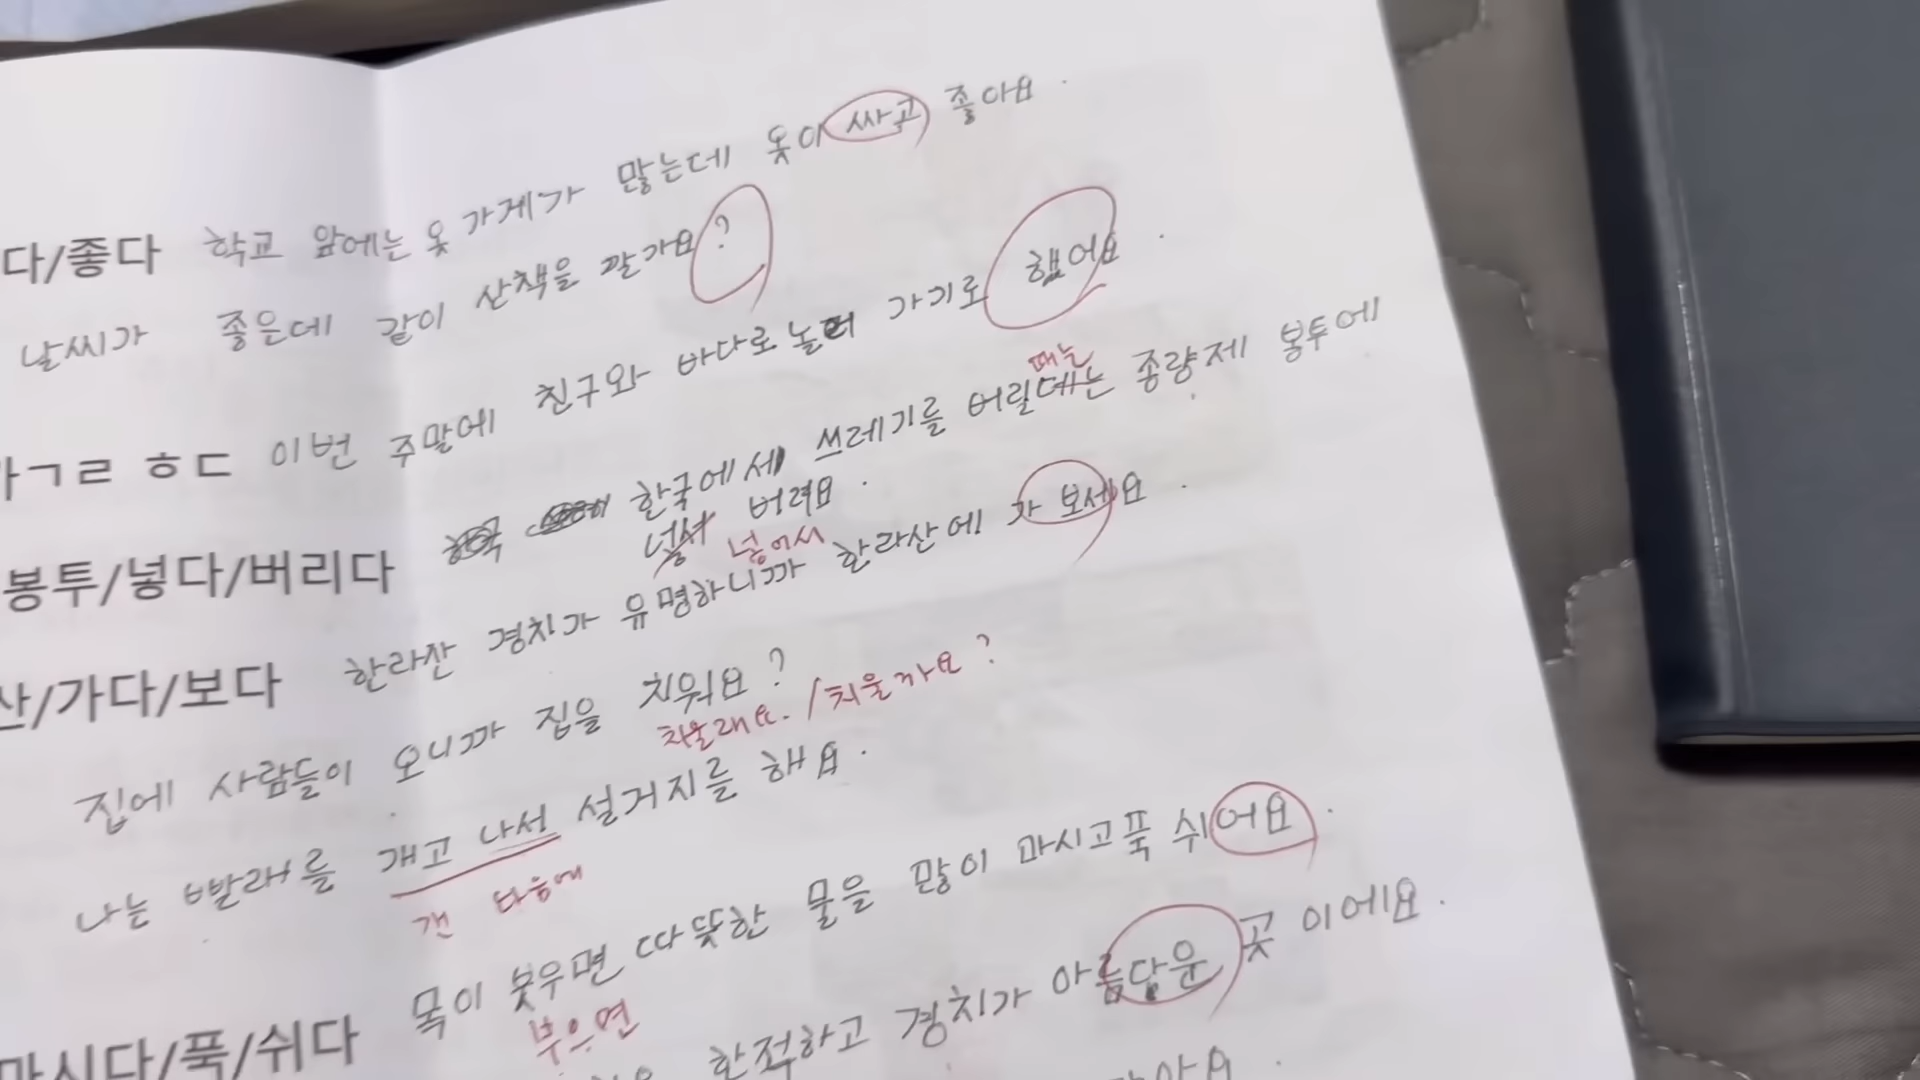 다/좋다 학교 앞에는 옷 가게가 많는데 옷이 싸고 좋아요.
날씨가 좋은데 같이 산책을 갈가요?
ㄱㄹ ㅎㄷ 이번 주말에 친구와 바다로 놀러 가기로 했어요.
봉투/넣다/버리다 한국에세 쓰레기를 버릴데는 종량제 봉투에
때는
넣서 버려요.
넣어서
산/가다/보다 한라잔 경치가 유명하니까 한라산에 가 보세요.
집에 사람들이 오니까 집을 치워요?
치울래요. / 치울까요?
나는 빨래를 개고 나서 설거지를 해요.
갠 다음에
마시다/푹/쉬다 목이 붓우면 따뜻한 물을 많이 마시고 푹 쉬어요.
부으면
한적하고 경치가 아름답운 곳 이에요.